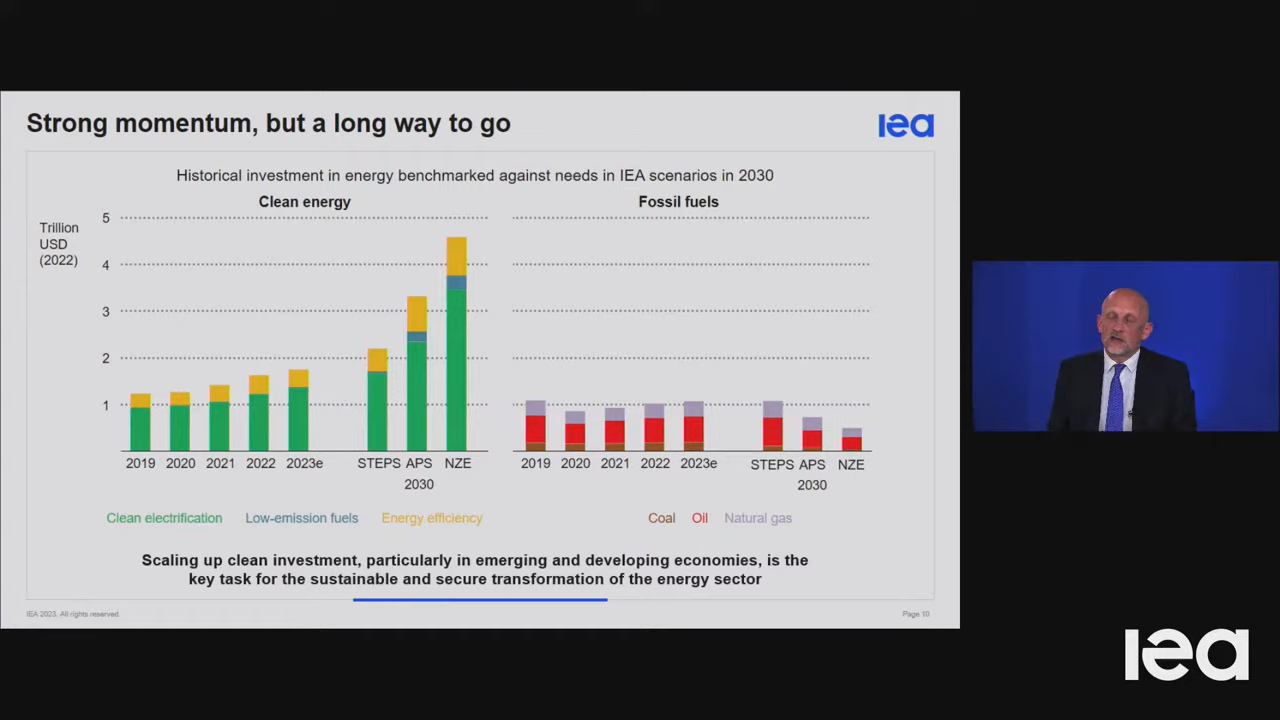 Strong momentum, but a long way to go
iea
Historical investment in energy benchmarked against needs in IEA scenarios in 2030
Clean energy
Fossil fuels
Trillion
USD
(2022)
5
4
3
2
1
2019 2020 2021 2022 2023e STEPS APS NZE
2030
2019 2020 2021 2022 2023e STEPS APS NZE
2030
Clean electrification Low-emission fuels Energy efficiency
Coal Oil Natural gas
Scaling up clean investment, particularly in emerging and developing economies, is the
key task for the sustainable and secure transformation of the energy sector
IEA 2023. All rights reserved.
Page 10
iea